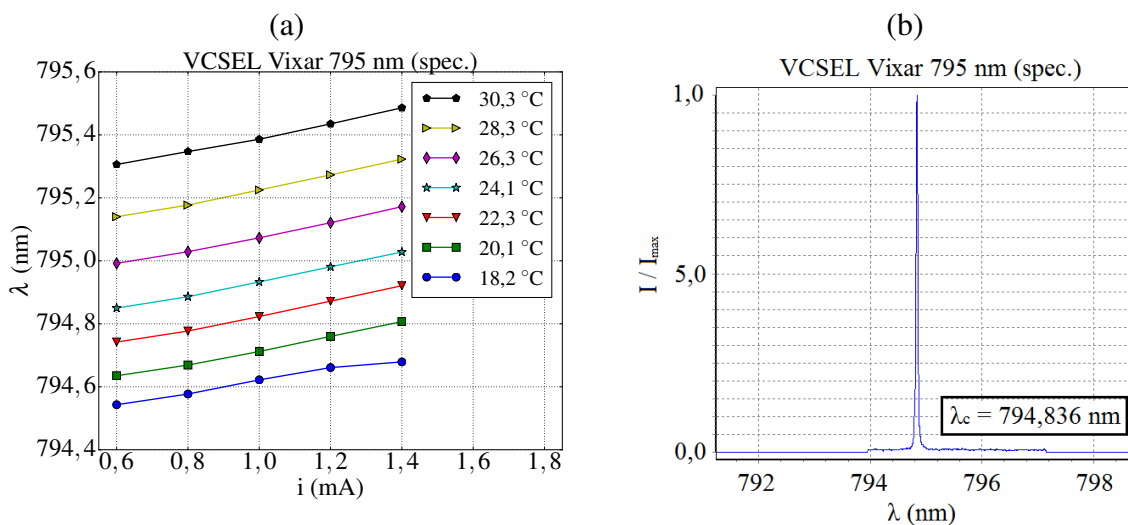 (a)
VCSEL Vixar 795 nm (spec.)
795,6
795,4
795,2
795,0
794,8
794,6
794,4
λ (nm)
0,6 0,8 1,0 1,2 1,4 1,6 1,8
i (mA)
30,3 °C
28,3 °C
26,3 °C
24,1 °C
22,3 °C
20,1 °C
18,2 °C
(b)
VCSEL Vixar 795 nm (spec.)
1,0
5,0
0,0
I / Imax
λc = 794,836 nm
792 794 796 798
λ (nm)